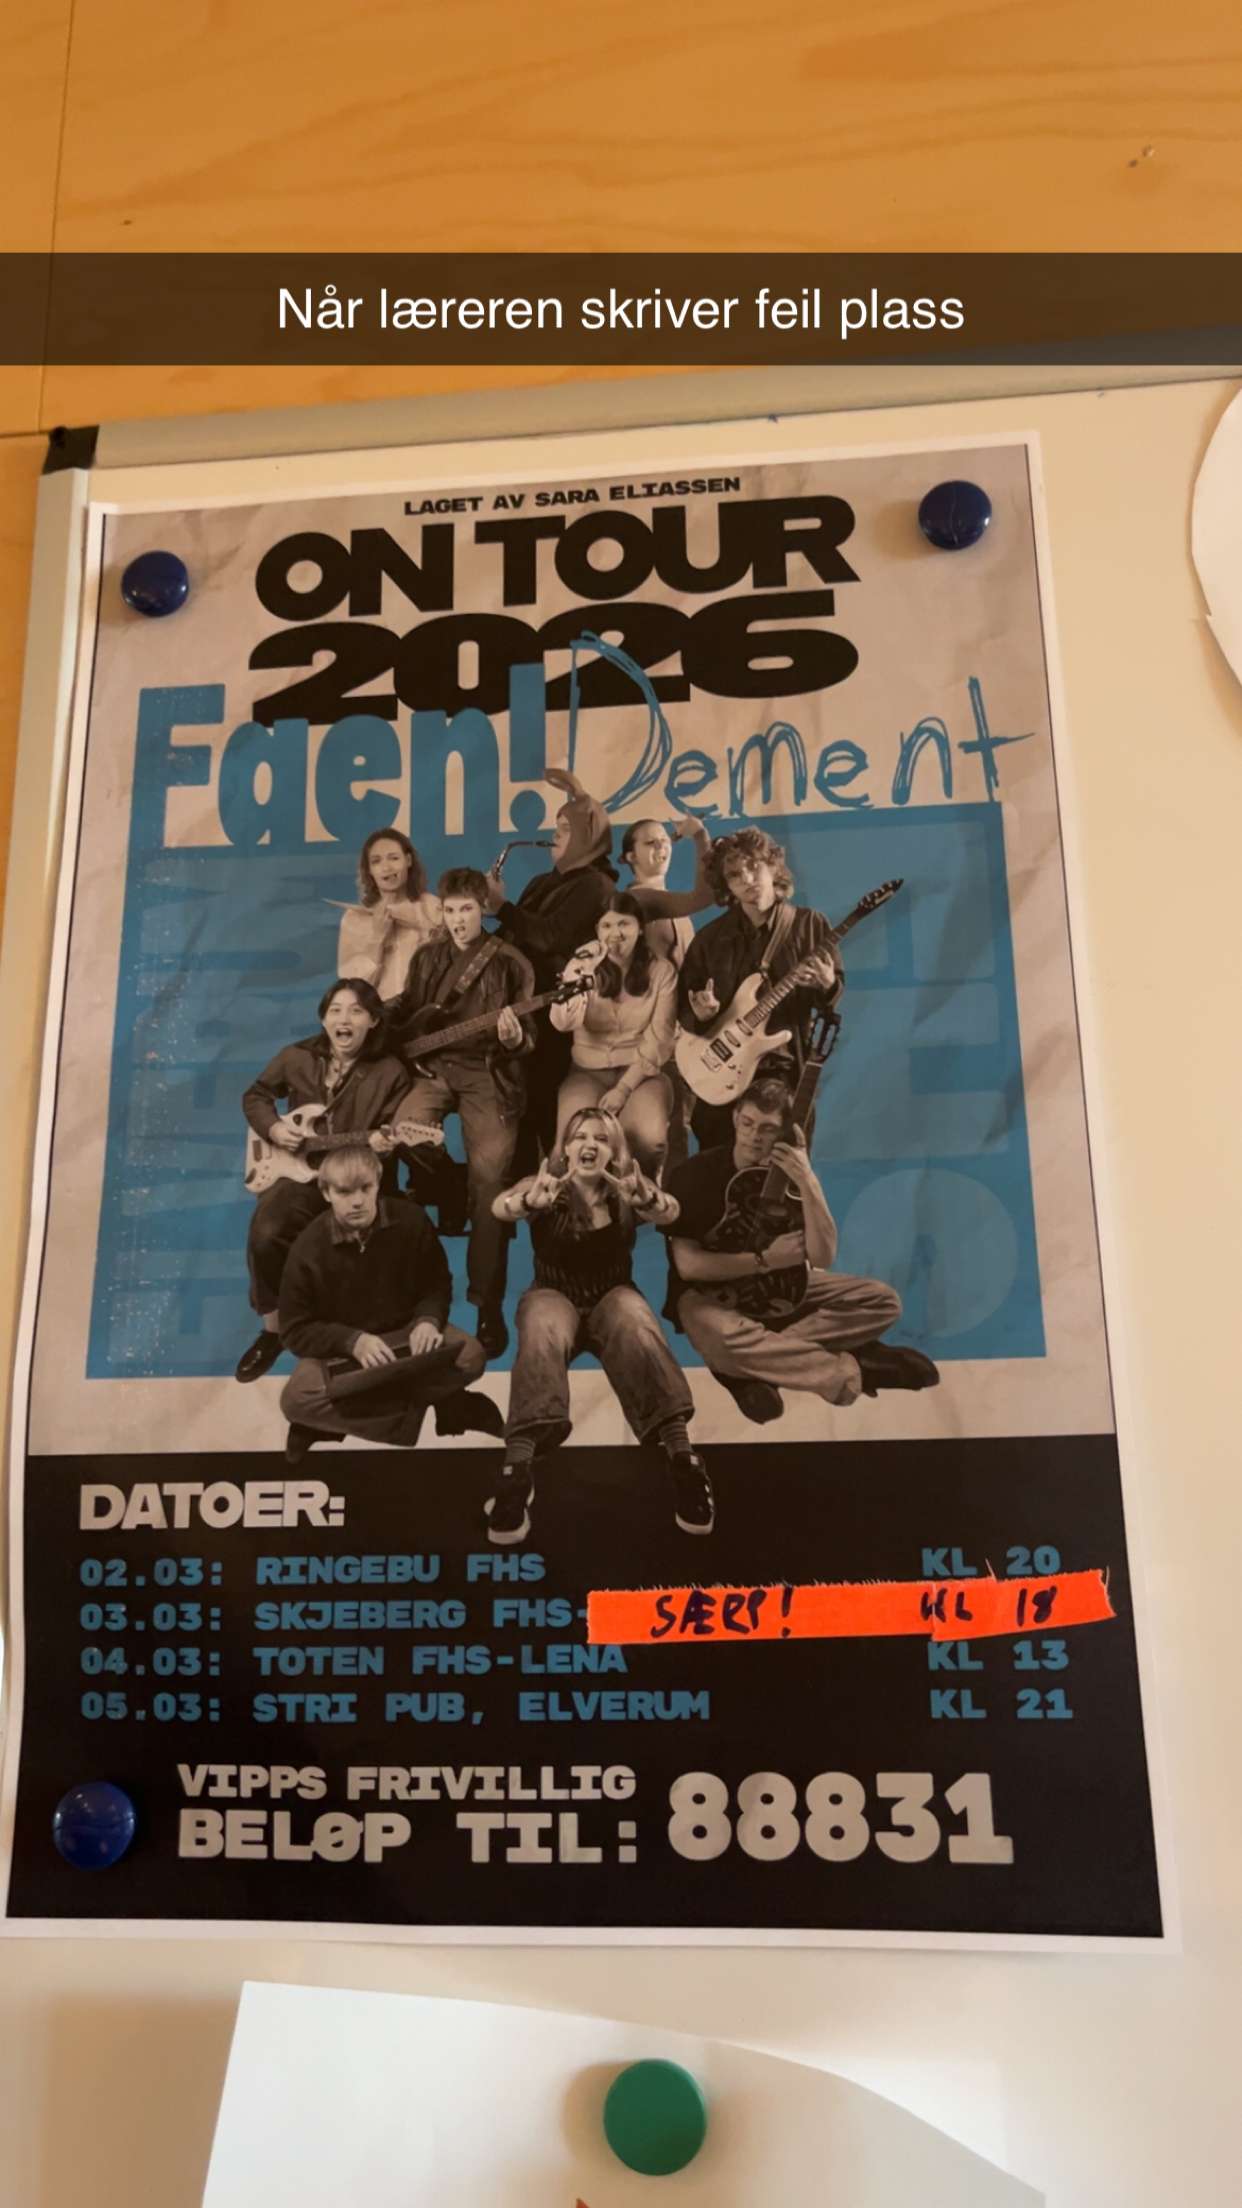 Når læreren skriver feil plass
LAGET AV SARA ELIASSEN
ON TOUR
2026
Faen! Dement
DATOER:
02.03: RINGEBU FHS KL 20
03.03: SKJEBERG FHS- SÆRP! KL 18
04.03: TOTEN FHS-LENA KL 13
05.03: STRI PUB, ELVERUM KL 21
VIPPS FRIVILLIG
BELØP TIL: 88831